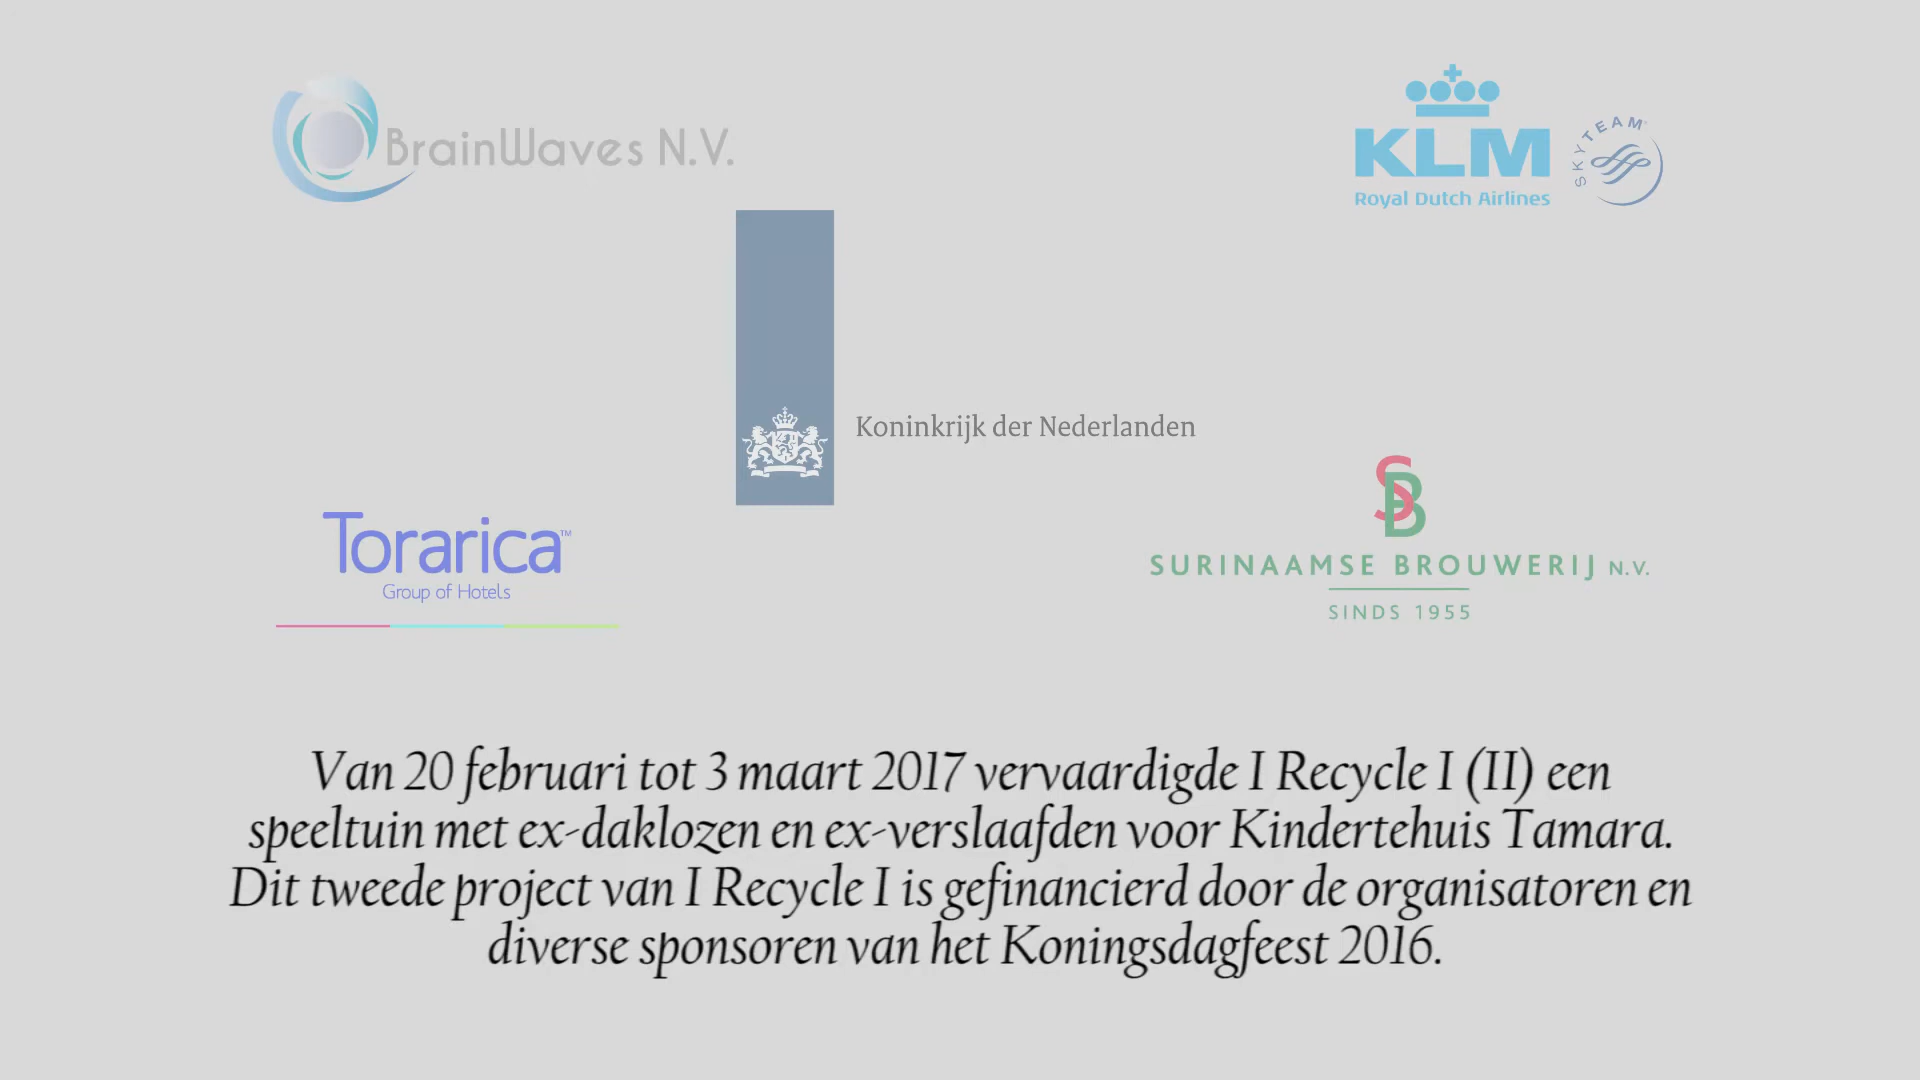 BrainWaves N.V.
KLM
Royal Dutch Airlines
SKYTEAM
Koninkrijk der Nederlanden
Torarica™
Group of Hotels
SB
SURINAAMSE BROUWERIJ N.V.
SINDS 1955
Van 20 februari tot 3 maart 2017 vervaardigde I Recycle I (II) een
speeltuin met ex-daklozen en ex-verslaafden voor Kindertehuis Tamara.
Dit tweede project van I Recycle I is gefinancierd door de organisatoren en
diverse sponsoren van het Koningsdagfeest 2016.